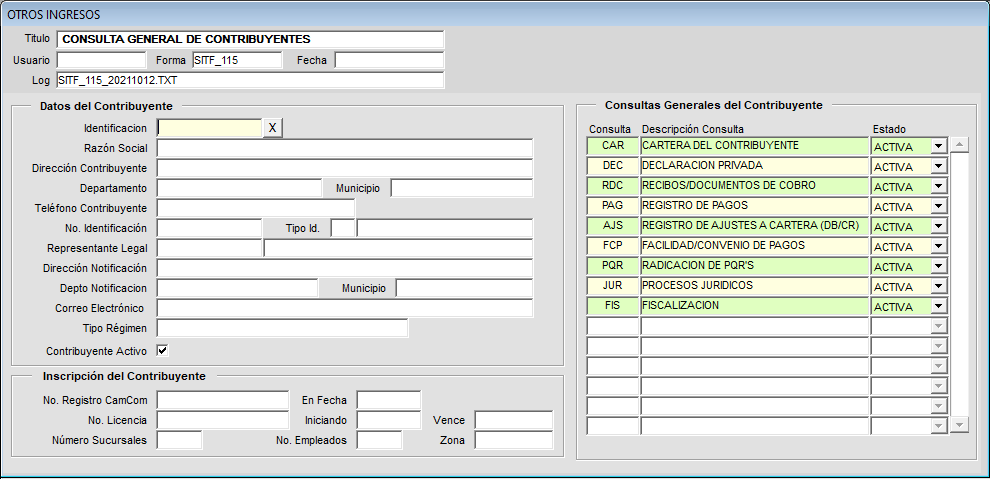 OTROS INGRESOS
Titulo CONSULTA GENERAL DE CONTRIBUYENTES
Usuario Forma SITF_115 Fecha
Log SITF_115_20211012.TXT
Datos del Contribuyente
Identificacion X
Razón Social
Dirección Contribuyente
Departamento Municipio
Teléfono Contribuyente
No. Identificación Tipo Id.
Representante Legal
Dirección Notificación
Depto Notificacion Municipio
Correo Electrónico
Tipo Régimen
Contribuyente Activo
Inscripción del Contribuyente
No. Registro CamCom En Fecha
No. Licencia Iniciando Vence
Número Sucursales No. Empleados Zona
Consultas Generales del Contribuyente
Consulta Descripción Consulta Estado
CAR CARTERA DEL CONTRIBUYENTE ACTIVA
DEC DECLARACION PRIVADA ACTIVA
RDC RECIBOS/DOCUMENTOS DE COBRO ACTIVA
PAG REGISTRO DE PAGOS ACTIVA
AJS REGISTRO DE AJUSTES A CARTERA (DB/CR) ACTIVA
FCP FACILIDAD/CONVENIO DE PAGOS ACTIVA
PQR RADICACION DE PQR'S ACTIVA
JUR PROCESOS JURIDICOS ACTIVA
FIS FISCALIZACION ACTIVA